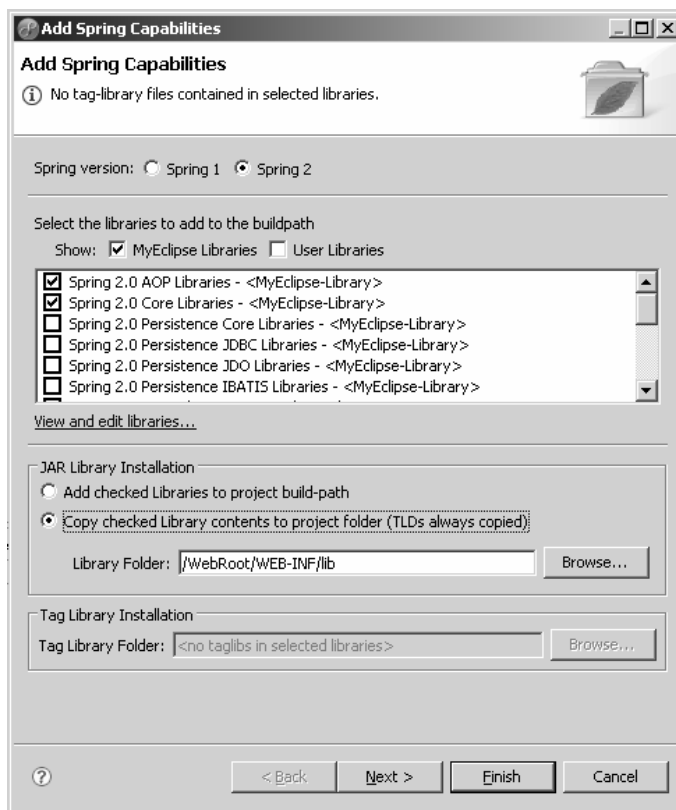 Add Spring Capabilities
Add Spring Capabilities
No tag-library files contained in selected libraries.
Spring version: Spring 1 Spring 2
Select the libraries to add to the buildpath
Show: MyEclipse Libraries User Libraries
Spring 2.0 AOP Libraries - <MyEclipse-Library>
Spring 2.0 Core Libraries - <MyEclipse-Library>
Spring 2.0 Persistence Core Libraries - <MyEclipse-Library>
Spring 2.0 Persistence JDBC Libraries - <MyEclipse-Library>
Spring 2.0 Persistence JDO Libraries - <MyEclipse-Library>
Spring 2.0 Persistence IBATIS Libraries - <MyEclipse-Library>
View and edit libraries...
JAR Library Installation
Add checked Libraries to project build-path
Copy checked Library contents to project folder (TLDs always copied)
Library Folder: /WebRoot/WEB-INF/lib Browse...
Tag Library Installation
Tag Library Folder: <no taglibs in selected libraries> Browse...
? < Back Next > Finish Cancel